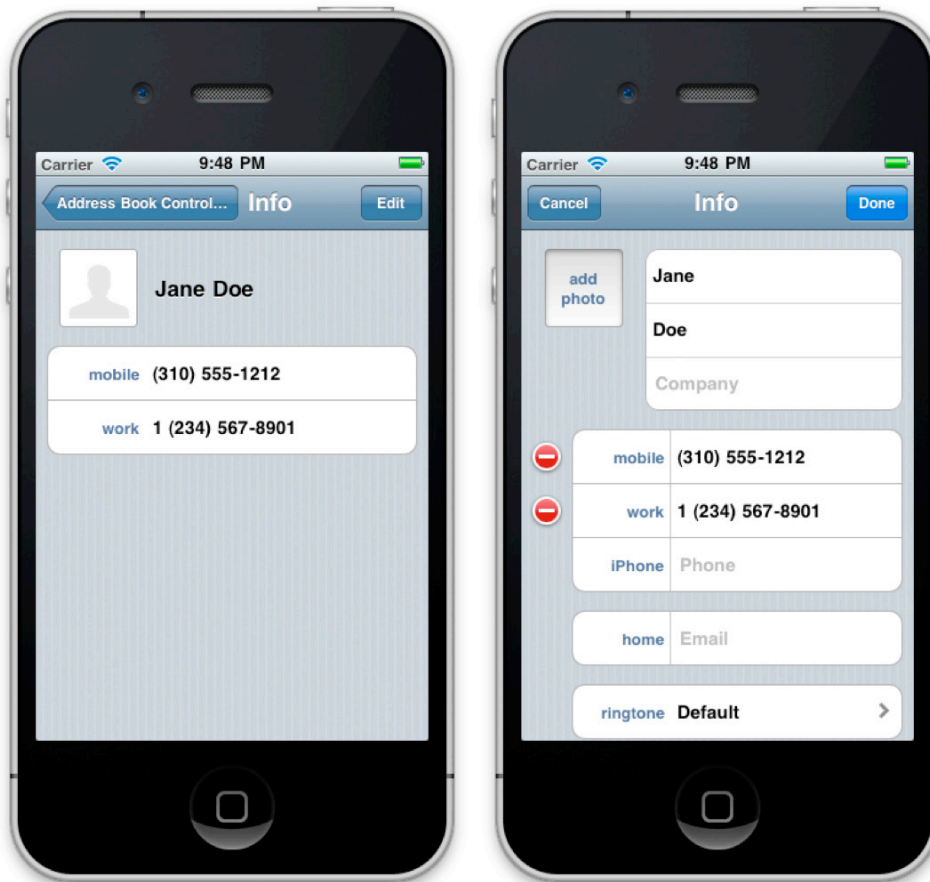 Carrier 9:48 PM
Address Book Control... Info Edit
Jane Doe
mobile (310) 555-1212
work 1 (234) 567-8901
Carrier 9:48 PM
Cancel Info Done
add
photo
Jane
Doe
Company
mobile (310) 555-1212
work 1 (234) 567-8901
iPhone Phone
home Email
ringtone Default